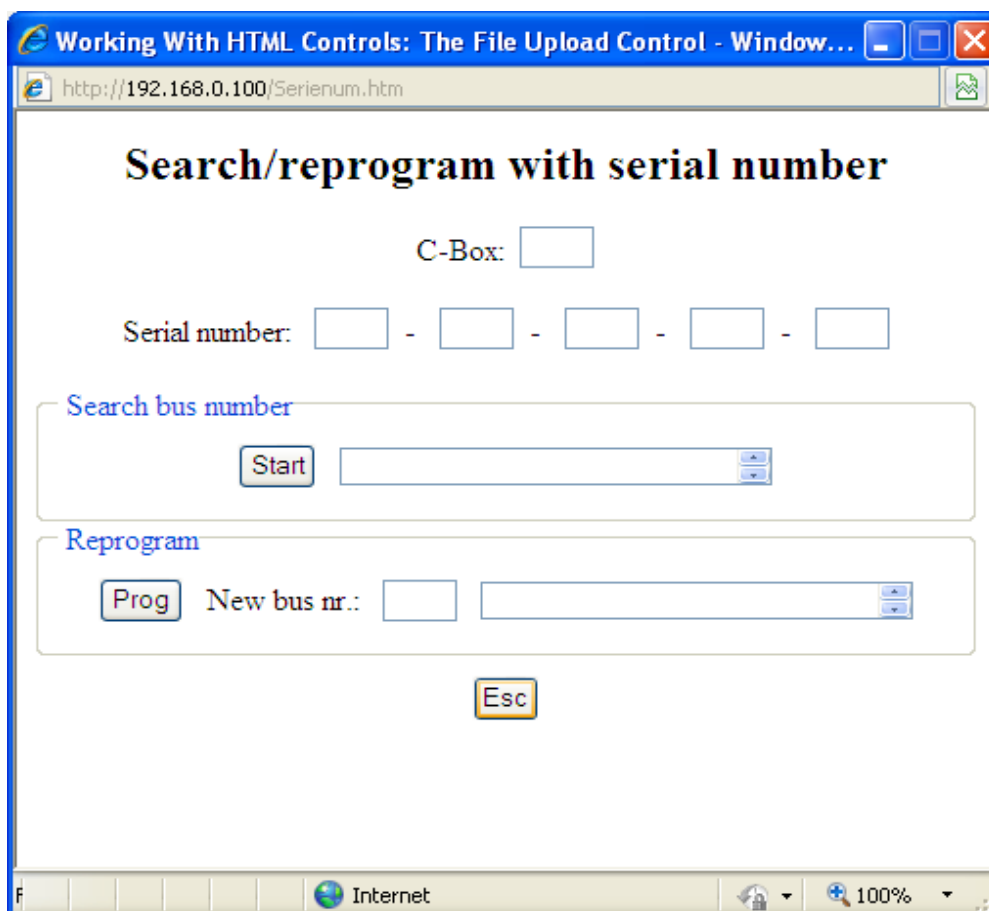 Working With HTML Controls: The File Upload Control - Window...
http://192.168.0.100/Serienum.htm
Search/reprogram with serial number
C-Box:
Serial number: - - - -
Search bus number
Start
Reprogram
Prog New bus nr.:
Esc
Internet 100%